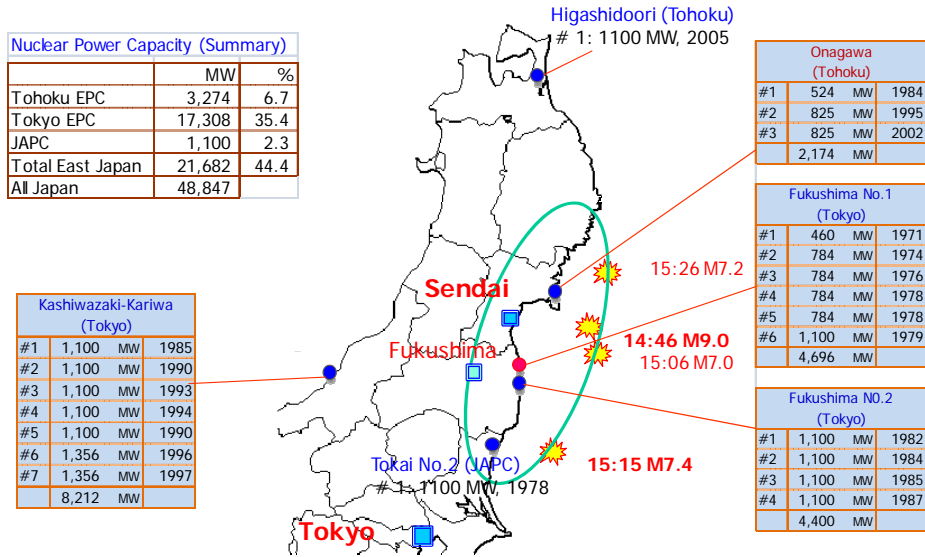 Higashidoori (Tohoku)
# 1: 1100 MW, 2005
Nuclear Power Capacity (Summary)
MW %
Tohoku EPC 3,274 6.7
Tokyo EPC 17,308 35.4
JAPC 1,100 2.3
Total East Japan 21,682 44.4
All Japan 48,847
Onagawa
(Tohoku)
#1 524 MW 1984
#2 825 MW 1995
#3 825 MW 2002
2,174 MW
Fukushima No.1
(Tokyo)
#1 460 MW 1971
#2 784 MW 1974
#3 784 MW 1976
#4 784 MW 1978
#5 784 MW 1978
#6 1,100 MW 1979
4,696 MW
15:26 M7.2
Sendai
14:46 M9.0
Fukushima
15:06 M7.0
Kashiwazaki-Kariwa
(Tokyo)
#1 1,100 MW 1985
#2 1,100 MW 1990
#3 1,100 MW 1993
#4 1,100 MW 1994
#5 1,100 MW 1990
#6 1,356 MW 1996
#7 1,356 MW 1997
8,212 MW
Fukushima N0.2
(Tokyo)
#1 1,100 MW 1982
#2 1,100 MW 1984
#3 1,100 MW 1985
#4 1,100 MW 1987
4,400 MW
15:15 M7.4
Tokai No.2 (JAPC)
# 1: 1100 MW, 1978
Tokyo